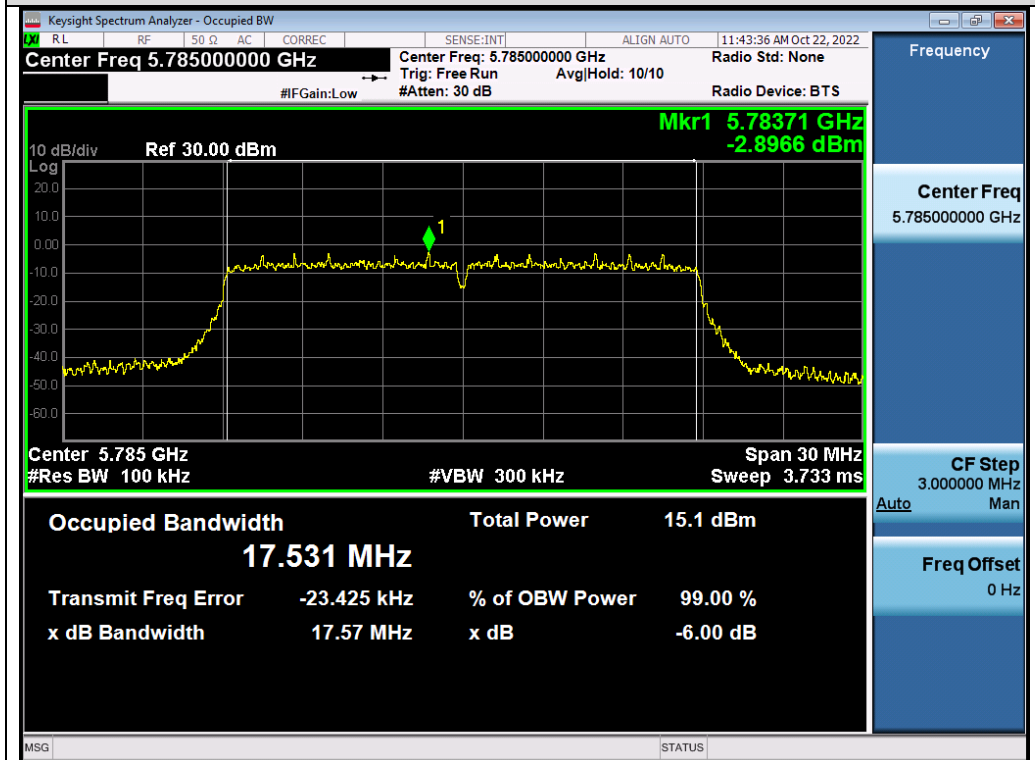 Keysight Spectrum Analyzer - Occupied BW
LXI RL RF 50 Ω AC CORREC SENSE:INT ALIGN AUTO 11:43:36 AM Oct 22, 2022
Center Freq 5.785000000 GHz
Center Freq: 5.785000000 GHz
Radio Std: None
Trig: Free Run Avg|Hold: 10/10
#IFGain:Low
#Atten: 30 dB
Radio Device: BTS
Mkr1 5.78371 GHz
-2.8966 dBm
10 dB/div Ref 30.00 dBm
Log
20.0
10.0
1
0.00
-10.0
-20.0
-30.0
-40.0
-50.0
-60.0
Center 5.785 GHz Span 30 MHz
#Res BW 100 kHz #VBW 300 kHz Sweep 3.733 ms
Occupied Bandwidth Total Power 15.1 dBm
17.531 MHz
Transmit Freq Error -23.425 kHz % of OBW Power 99.00 %
x dB Bandwidth 17.57 MHz x dB -6.00 dB
Frequency
Center Freq
5.785000000 GHz
CF Step
3.000000 MHz
Auto Man
Freq Offset
0 Hz
MSG STATUS